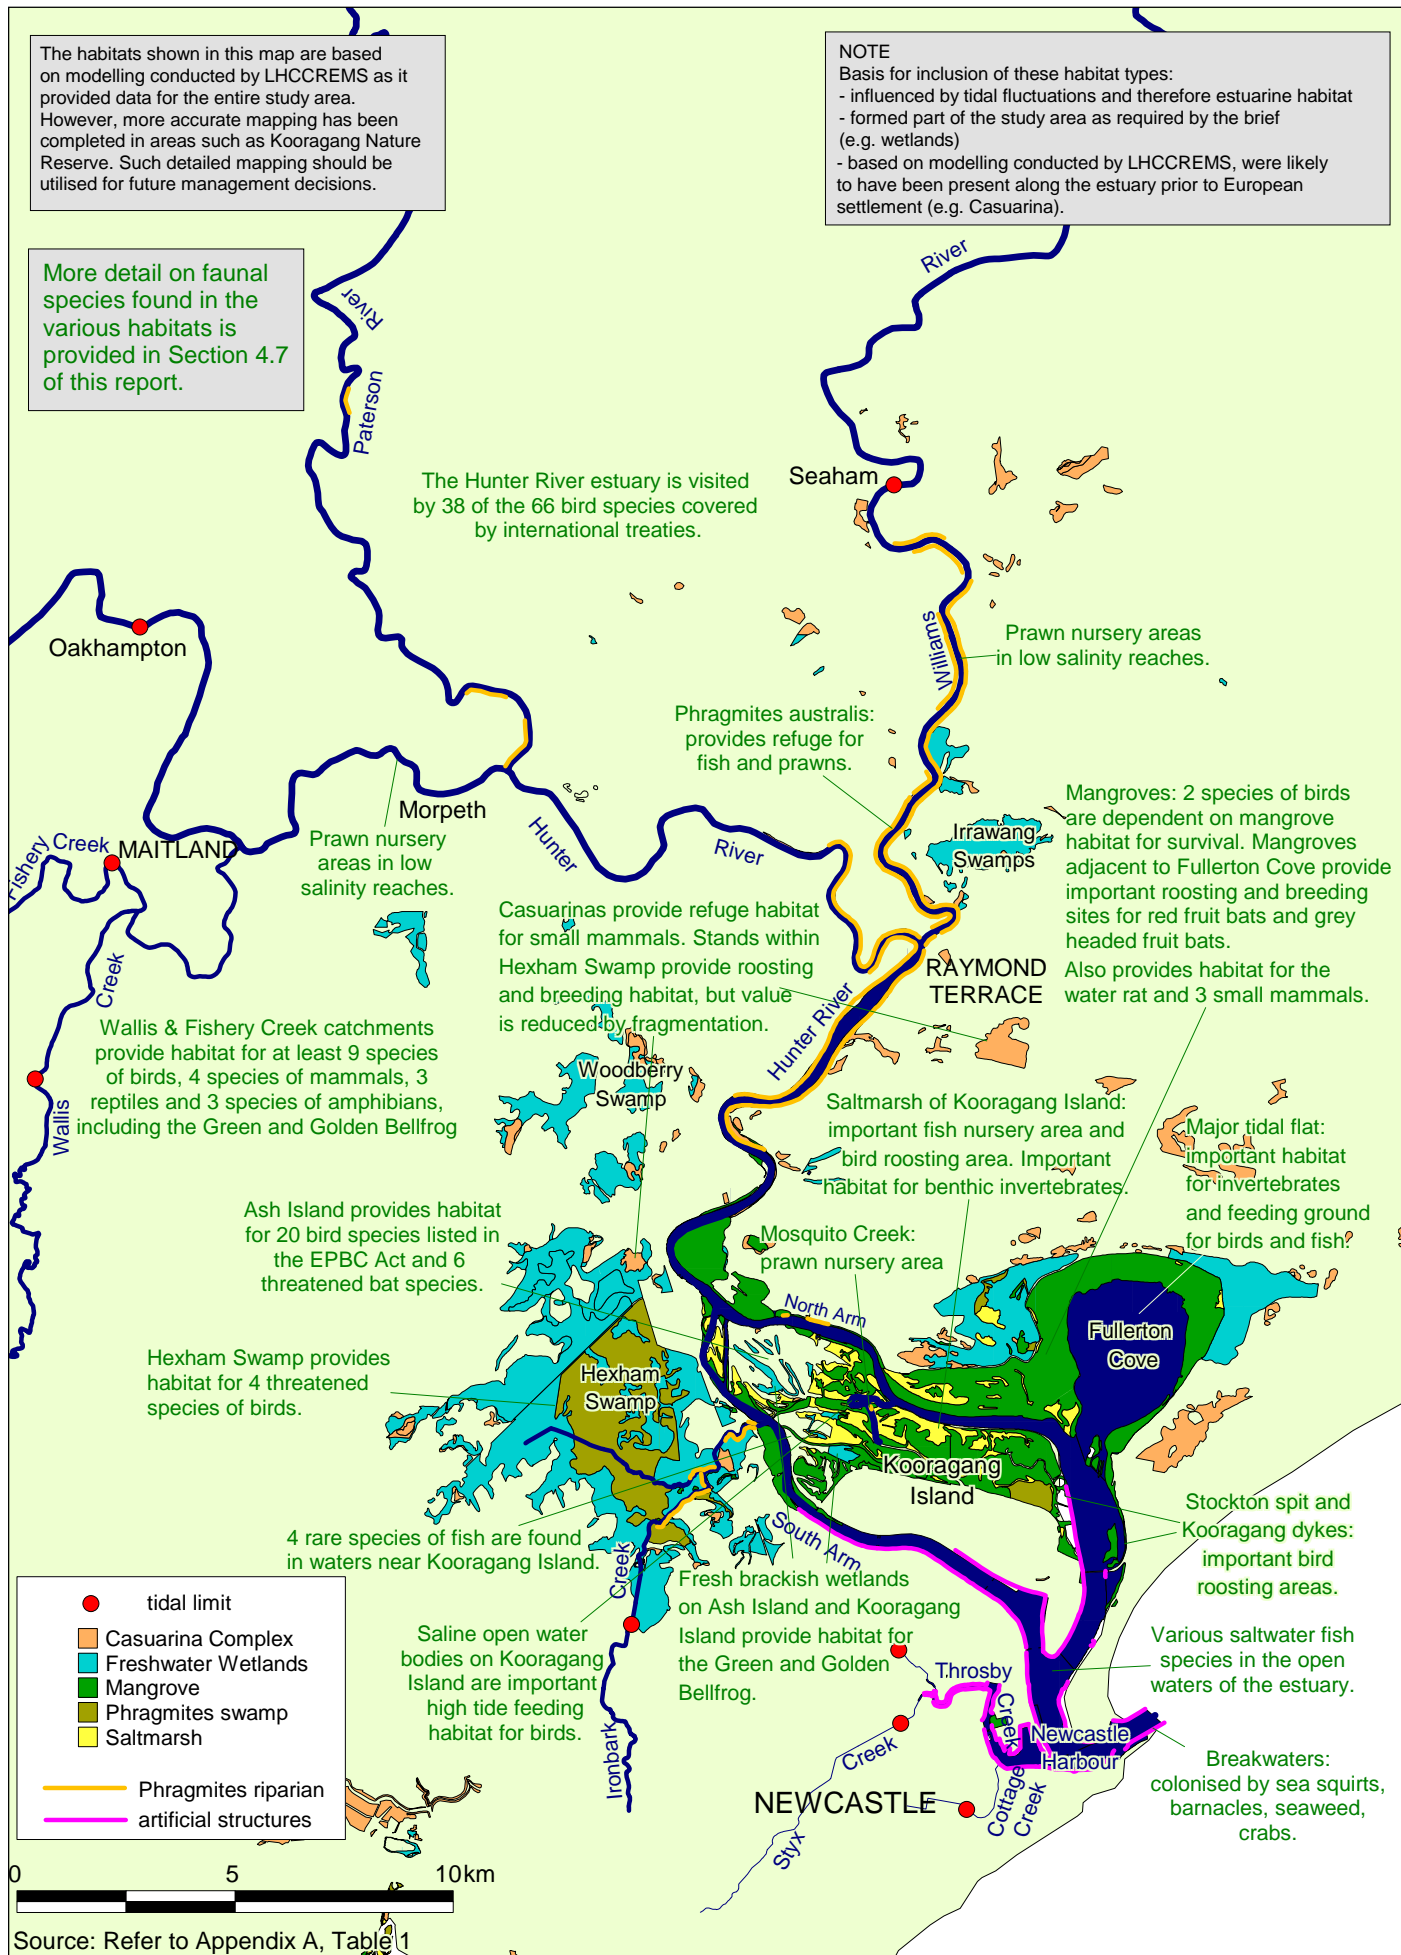 The habitats shown in this map are based
on modelling conducted by LHCCREMS as it
provided data for the entire study area.
However, more accurate mapping has been
completed in areas such as Kooragang Nature
Reserve. Such detailed mapping should be
utilised for future management decisions.
NOTE
Basis for inclusion of these habitat types:
- influenced by tidal fluctuations and therefore estuarine habitat
- formed part of the study area as required by the brief
(e.g. wetlands)
- based on modelling conducted by LHCCREMS, were likely
to have been present along the estuary prior to European
settlement (e.g. Casuarina).
More detail on faunal
species found in the
various habitats is
provided in Section 4.7
of this report.
River
River
Paterson
The Hunter River estuary is visited
by 38 of the 66 bird species covered
by international treaties.
Seaham
Oakhampton
Williams
Prawn nursery areas
in low salinity reaches.
Phragmites australis:
provides refuge for
fish and prawns.
Morpeth
Hunter
River
Prawn nursery
areas in low
salinity reaches.
Fishery Creek
MAITLAND
Irrawang
Swamps
Mangroves: 2 species of birds
are dependent on mangrove
habitat for survival. Mangroves
adjacent to Fullerton Cove provide
important roosting and breeding
sites for red fruit bats and grey
headed fruit bats.
Also provides habitat for the
water rat and 3 small mammals.
Casuarinas provide refuge habitat
for small mammals. Stands within
Hexham Swamp provide roosting
and breeding habitat, but value
is reduced by fragmentation.
RAYMOND
TERRACE
Creek
Wallis
Wallis & Fishery Creek catchments
provide habitat for at least 9 species
of birds, 4 species of mammals, 3
reptiles and 3 species of amphibians,
including the Green and Golden Bellfrog
Hunter River
Woodberry
Swamp
Saltmarsh of Kooragang Island:
important fish nursery area and
bird roosting area. Important
habitat for benthic invertebrates.
Major tidal flat:
important habitat
for invertebrates
and feeding ground
for birds and fish.
Ash Island provides habitat
for 20 bird species listed in
the EPBC Act and 6
threatened bat species.
Mosquito Creek:
prawn nursery area
North Arm
Fullerton
Cove
Hexham Swamp provides
habitat for 4 threatened
species of birds.
Hexham
Swamp
Kooragang
Island
South Arm
4 rare species of fish are found
in waters near Kooragang Island.
Stockton spit and
Kooragang dykes:
important bird
roosting areas.
Fresh brackish wetlands
on Ash Island and Kooragang
Island provide habitat for
the Green and Golden
Bellfrog.
Saline open water
bodies on Kooragang
Island are important
high tide feeding
habitat for birds.
Creek
Ironbark
Various saltwater fish
species in the open
waters of the estuary.
Throsby
Creek
Newcastle
Harbour
Creek
Styx
NEWCASTLE
Cottage
Creek
Breakwaters:
colonised by sea squirts,
barnacles, seaweed,
crabs.
tidal limit
Casuarina Complex
Freshwater Wetlands
Mangrove
Phragmites swamp
Saltmarsh
Phragmites riparian
artificial structures
0 5 10km
Source: Refer to Appendix A, Table 1